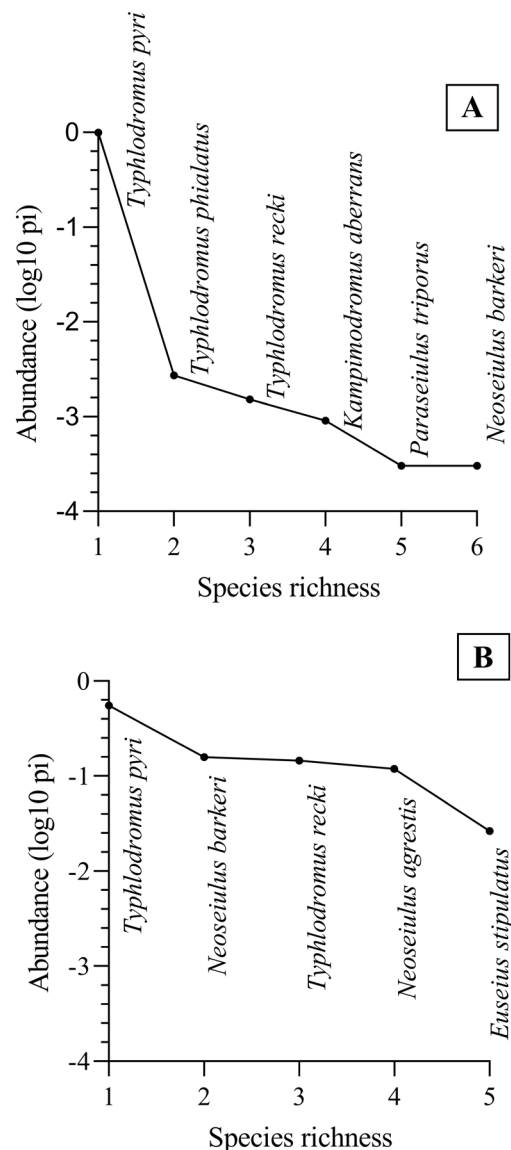 A
Typhlodromus pyri
Typhlodromus phialatus
Typhlodromus recki
Kampimodromus aberrans
Paraseiulus triporus
Neoseiulus barkeri
Abundance (log10 pi)
0
-1
-2
-3
-4
1 2 3 4 5 6
Species richness
B
Typhlodromus pyri
Neoseiulus barkeri
Typhlodromus recki
Neoseiulus agrestis
Euseius stipulatus
Abundance (log10 pi)
0
-1
-2
-3
-4
1 2 3 4 5
Species richness